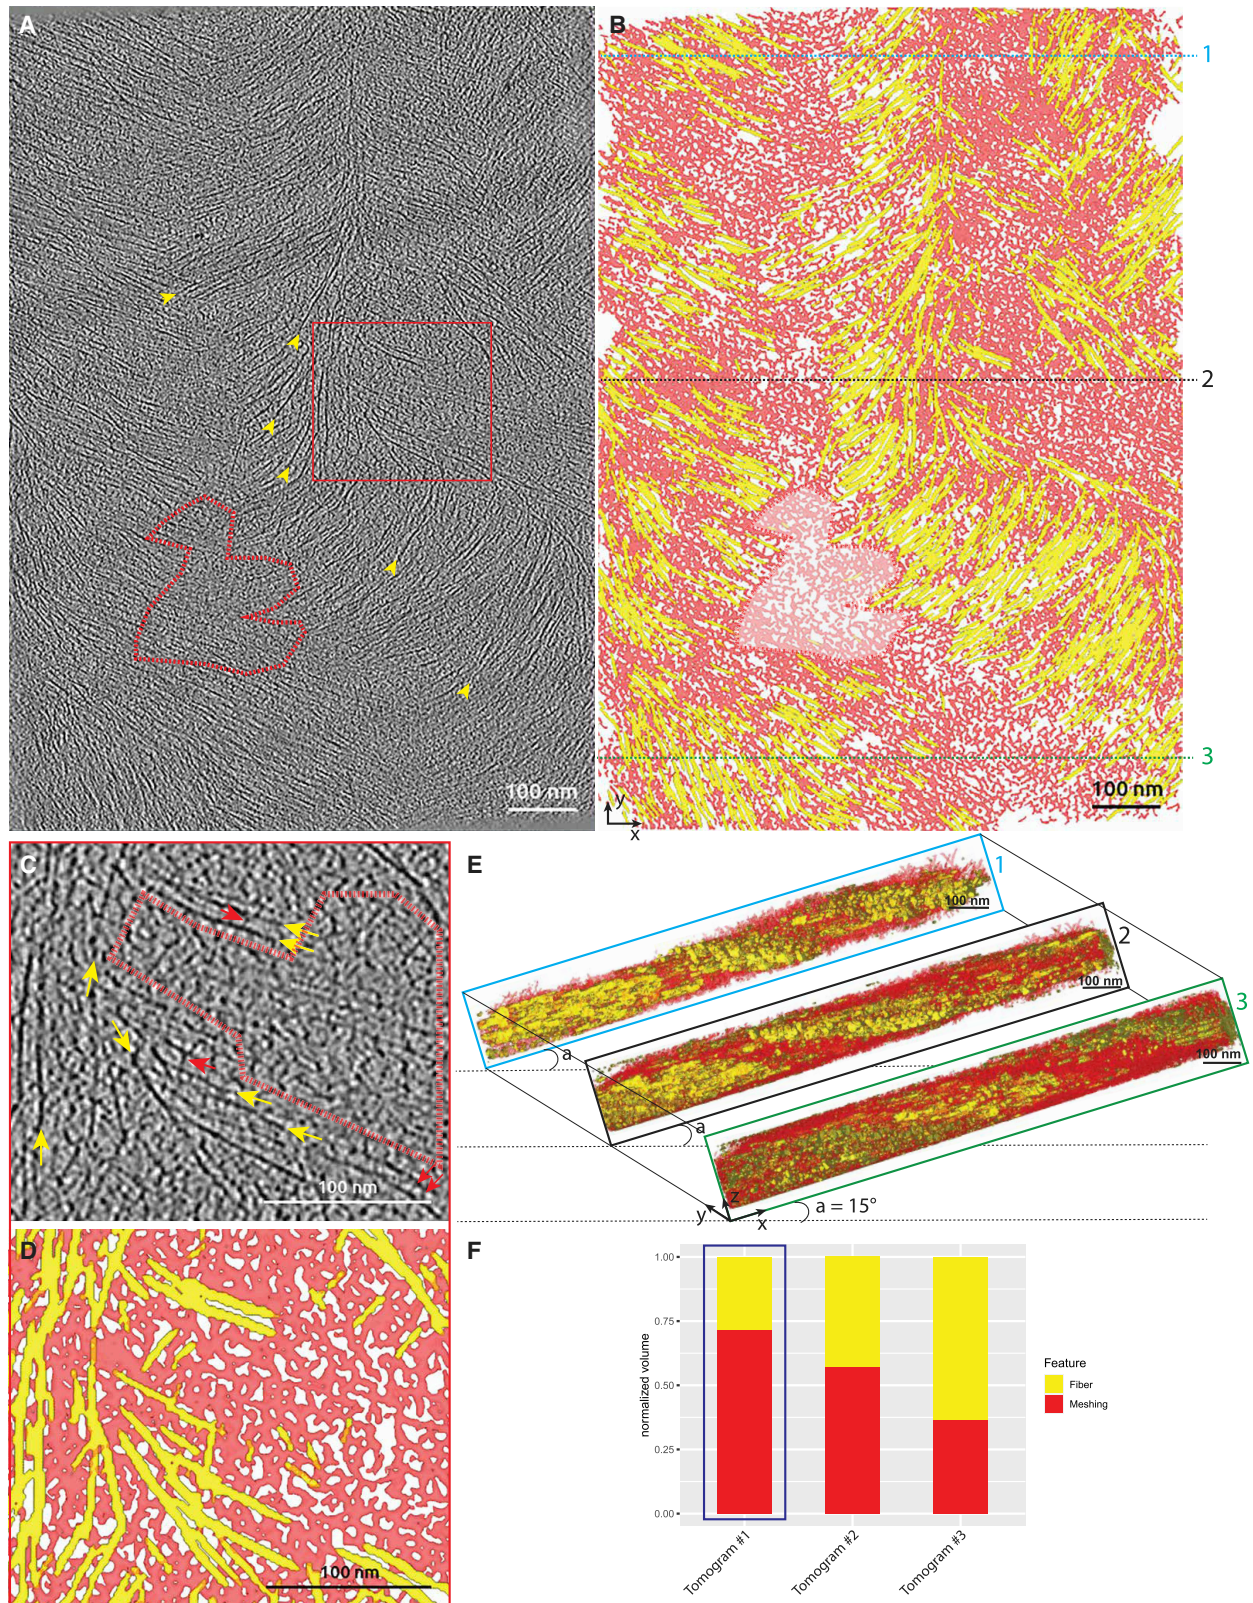 A
B
1
2
3
100 nm
y
x
100 nm
C
100 nm
D
100 nm
E
1
100 nm
2
100 nm
3
100 nm
a
a
z
y
x
a = 15°
F
1.00
0.75
0.50
0.25
0.00
normalized volume
Feature
Fiber
Meshing
Tomogram #1
Tomogram #2
Tomogram #3